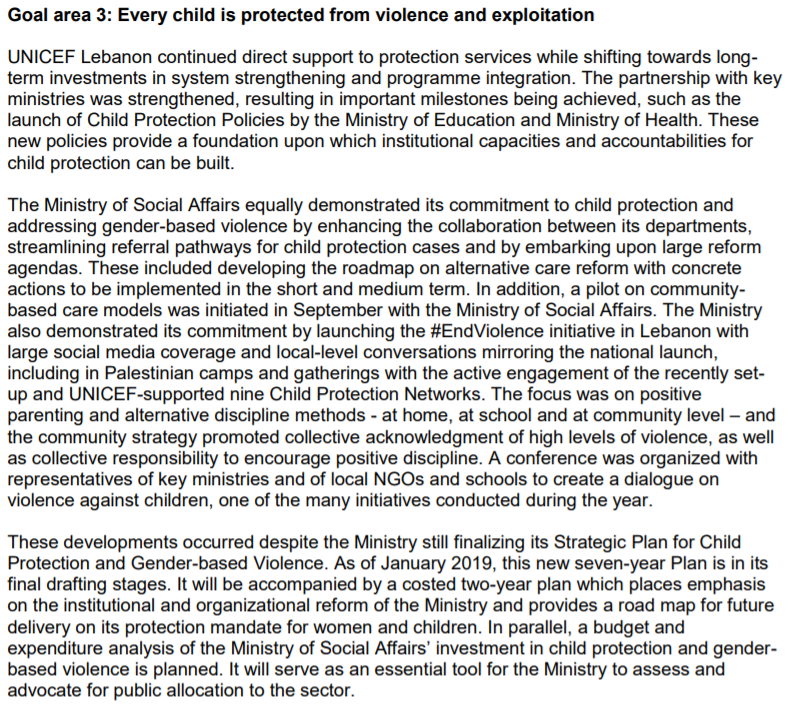 Goal area 3: Every child is protected from violence and exploitation
UNICEF Lebanon continued direct support to protection services while shifting towards long-
term investments in system strengthening and programme integration. The partnership with key
ministries was strengthened, resulting in important milestones being achieved, such as the
launch of Child Protection Policies by the Ministry of Education and Ministry of Health. These
new policies provide a foundation upon which institutional capacities and accountabilities for
child protection can be built.
The Ministry of Social Affairs equally demonstrated its commitment to child protection and
addressing gender-based violence by enhancing the collaboration between its departments,
streamlining referral pathways for child protection cases and by embarking upon large reform
agendas. These included developing the roadmap on alternative care reform with concrete
actions to be implemented in the short and medium term. In addition, a pilot on community-
based care models was initiated in September with the Ministry of Social Affairs. The Ministry
also demonstrated its commitment by launching the #EndViolence initiative in Lebanon with
large social media coverage and local-level conversations mirroring the national launch,
including in Palestinian camps and gatherings with the active engagement of the recently set-
up and UNICEF-supported nine Child Protection Networks. The focus was on positive
parenting and alternative discipline methods - at home, at school and at community level – and
the community strategy promoted collective acknowledgment of high levels of violence, as well
as collective responsibility to encourage positive discipline. A conference was organized with
representatives of key ministries and of local NGOs and schools to create a dialogue on
violence against children, one of the many initiatives conducted during the year.
These developments occurred despite the Ministry still finalizing its Strategic Plan for Child
Protection and Gender-based Violence. As of January 2019, this new seven-year Plan is in its
final drafting stages. It will be accompanied by a costed two-year plan which places emphasis
on the institutional and organizational reform of the Ministry and provides a road map for future
delivery on its protection mandate for women and children. In parallel, a budget and
expenditure analysis of the Ministry of Social Affairs' investment in child protection and gender-
based violence is planned. It will serve as an essential tool for the Ministry to assess and
advocate for public allocation to the sector.